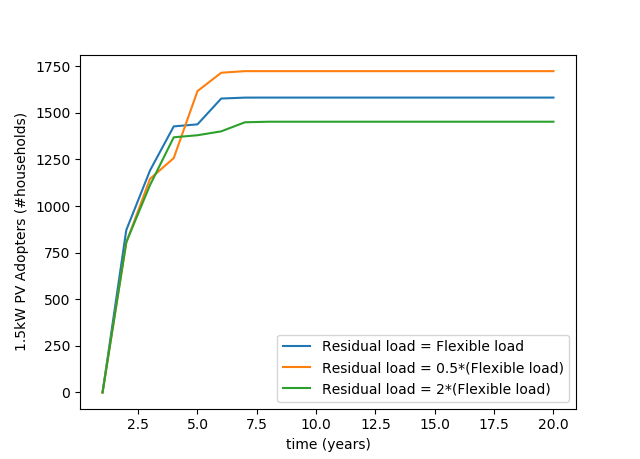 1750
1500
1250
1000
750
500
250
0
1.5kW PV Adopters (#households)
Residual load = Flexible load
Residual load = 0.5*(Flexible load)
Residual load = 2*(Flexible load)
2.5 5.0 7.5 10.0 12.5 15.0 17.5 20.0
time (years)